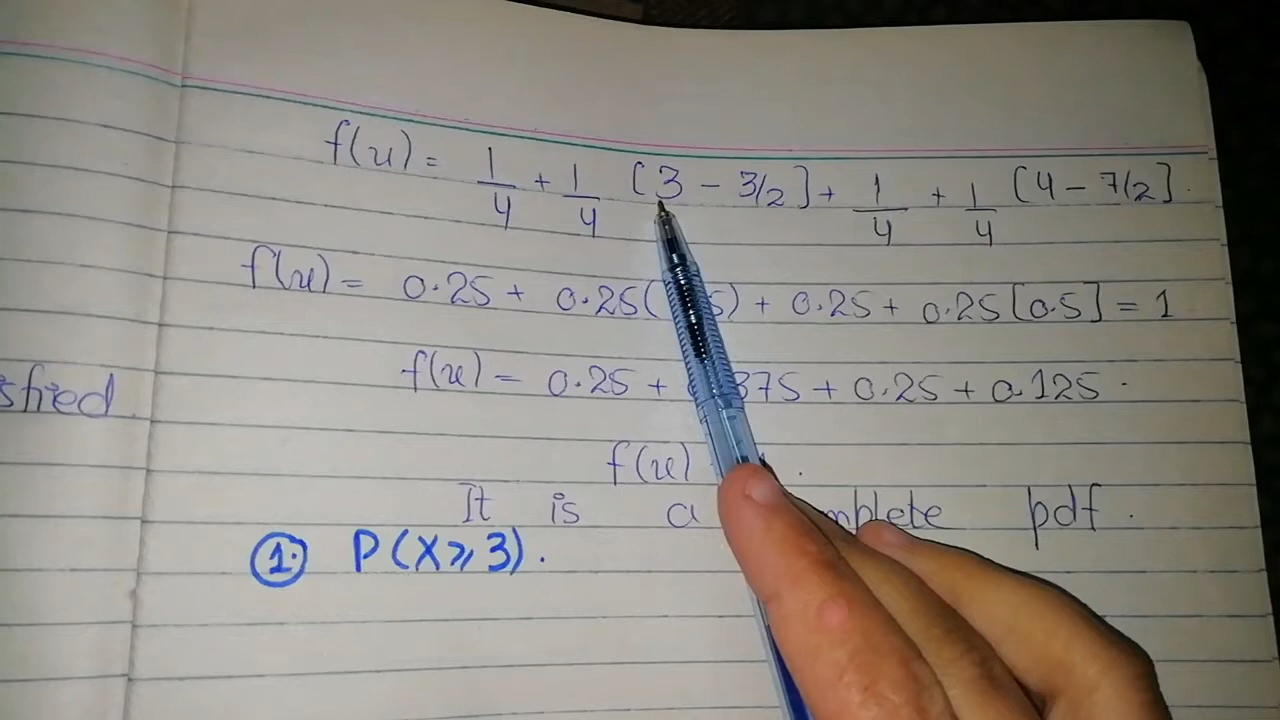 f(x) = 1/4 + 1/4 [3 - 3/2] + 1/4 + 1/4 [4 - 7/2].
f(x) = 0.25 + 0.25( 5) + 0.25 + 0.25[0.5] = 1
f(x) = 0.25 + 375 + 0.25 + 0.125.
sfied.
f(x)
It is a pdf.
①. P(X⩾3).